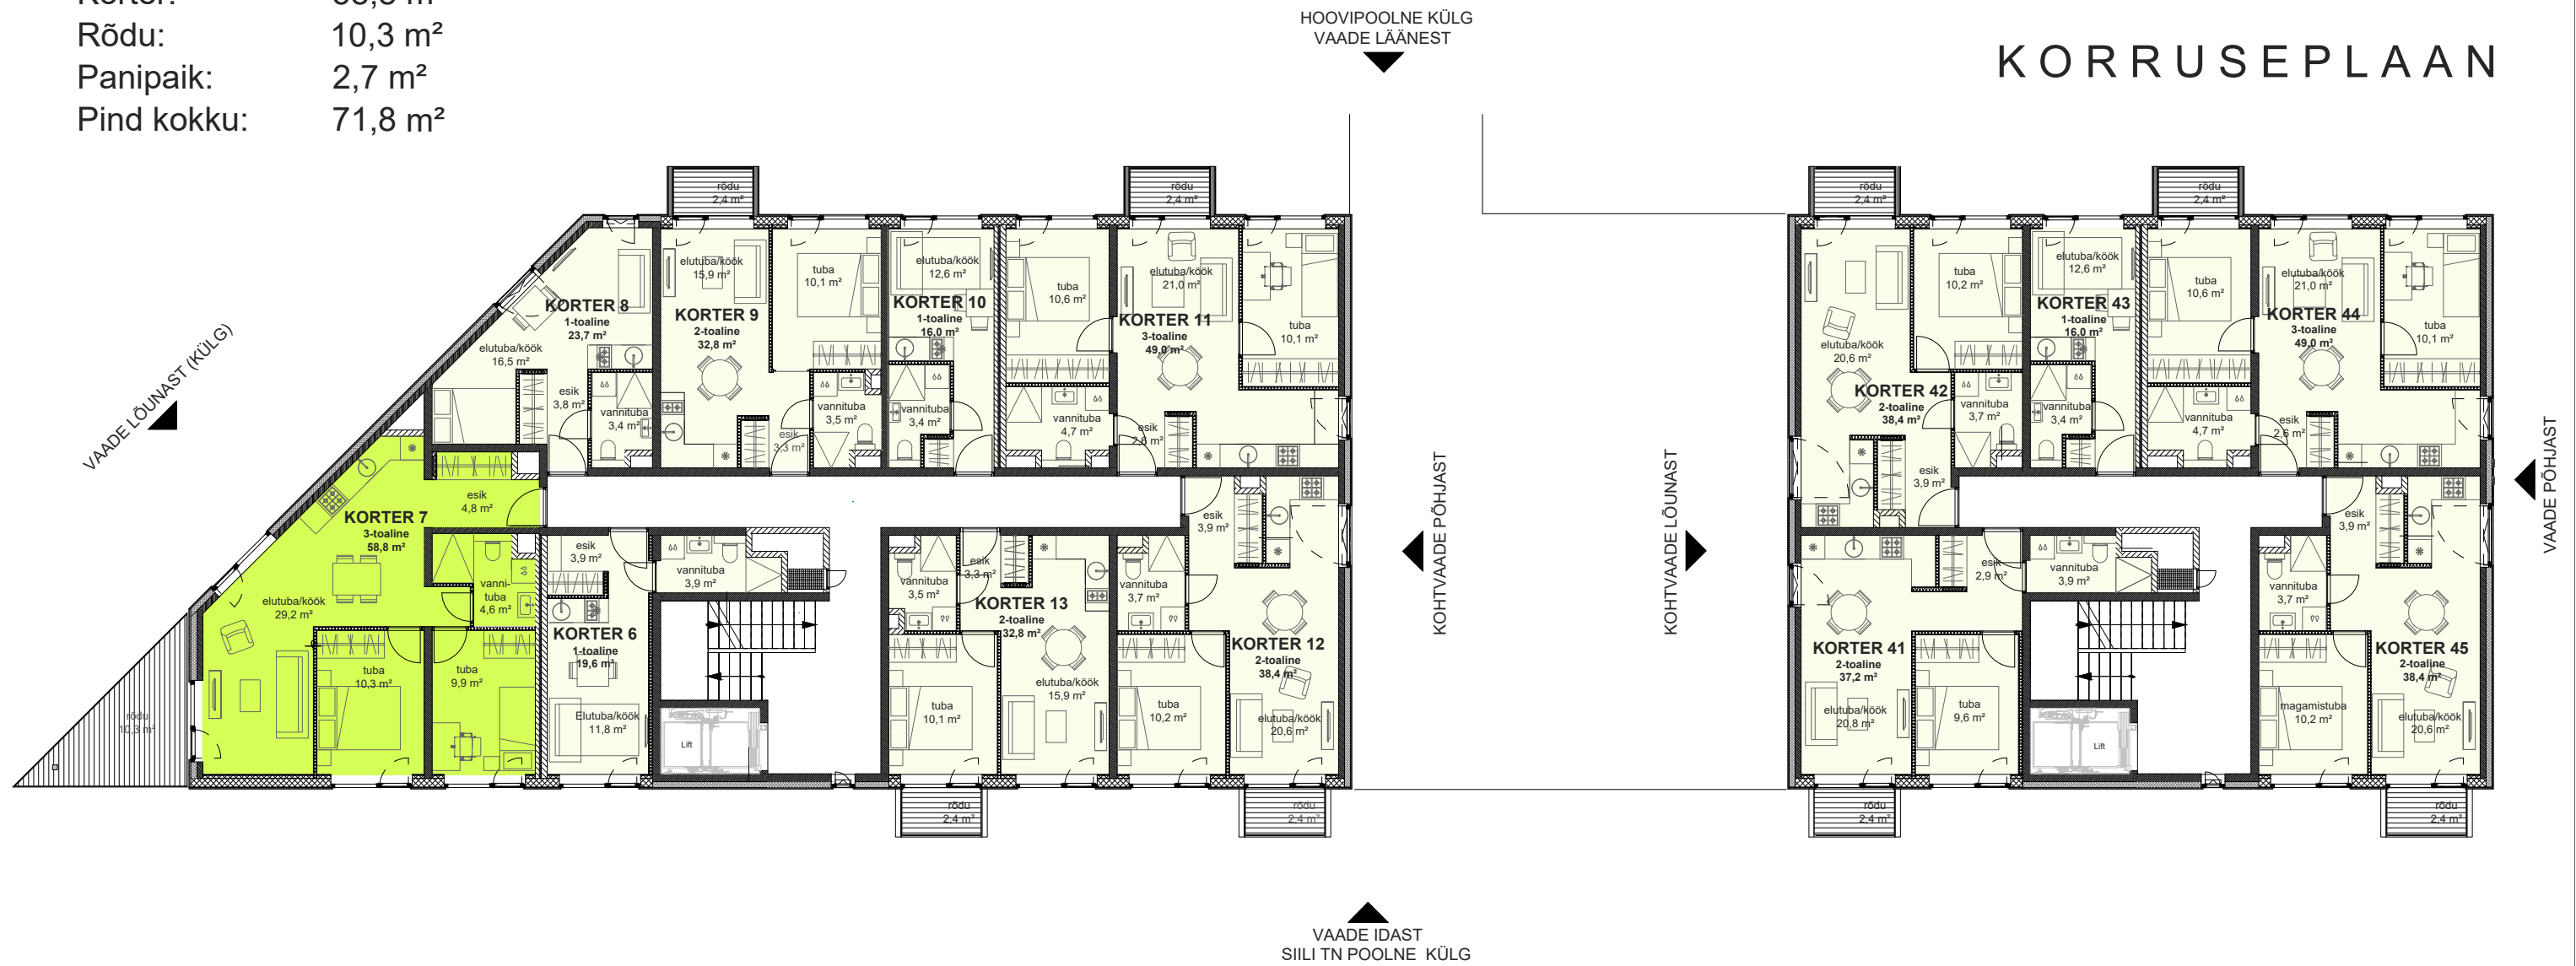 Korter: 58,8 m²
Rõdu: 10,3 m²
Panipaik: 2,7 m²
Pind kokku: 71,8 m²
HOOVIPOOLNE KÜLG
VAADE LÄÄNEST
KORRUSEPLAAN
VAADE LÕUNAST (KÜLG)
KORTER 8
1-toaline
23,7 m²
elutuba/köök
16,5 m²
esik
3,8 m²
vannituba
3,4 m²
rõdu
2,4 m²
elutuba/köök
15,9 m²
KORTER 9
2-toaline
32,8 m²
tuba
10,1 m²
vannituba
3,5 m²
esik
3,3 m²
elutuba/köök
12,6 m²
KORTER 10
1-toaline
16,0 m²
vannituba
3,4 m²
tuba
10,6 m²
vannituba
4,7 m²
rõdu
2,4 m²
elutuba/köök
21,0 m²
KORTER 11
3-toaline
49,0 m²
tuba
10,1 m²
esik
2,6 m²
KORTER 7
3-toaline
58,8 m²
esik
4,8 m²
vanni-
tuba
4,6 m²
elutuba/köök
29,2 m²
tuba
10,3 m²
tuba
9,9 m²
rõdu
10,3 m²
esik
3,9 m²
KORTER 6
1-toaline
19,6 m²
Elutuba/köök
11,8 m²
vannituba
3,9 m²
Lift
vannituba
3,5 m²
esik
3,3 m²
KORTER 13
2-toaline
32,8 m²
elutuba/köök
15,9 m²
tuba
10,1 m²
rõdu
2,4 m²
vannituba
3,7 m²
esik
3,9 m²
KORTER 12
2-toaline
38,4 m²
tuba
10,2 m²
elutuba/köök
20,6 m²
rõdu
2,4 m²
KOHTVAADE PÕHJAST
KOHTVAADE LÕUNAST
rõdu
2,4 m²
elutuba/köök
20,6 m²
KORTER 42
2-toaline
38,4 m²
tuba
10,2 m²
vannituba
3,7 m²
esik
3,9 m²
elutuba/köök
12,6 m²
KORTER 43
1-toaline
16,0 m²
vannituba
3,4 m²
rõdu
2,4 m²
tuba
10,6 m²
vannituba
4,7 m²
elutuba/köök
21,0 m²
KORTER 44
3-toaline
49,0 m²
tuba
10,1 m²
esik
2,6 m²
KORTER 41
2-toaline
37,2 m²
elutuba/köök
20,8 m²
tuba
9,6 m²
esik
2,9 m²
vannituba
3,9 m²
Lift
rõdu
2,4 m²
vannituba
3,7 m²
esik
3,9 m²
KORTER 45
2-toaline
38,4 m²
magamistuba
10,2 m²
elutuba/köök
20,6 m²
rõdu
2,4 m²
VAADE PÕHJAST
VAADE IDAST
SIILI TN POOLNE KÜLG